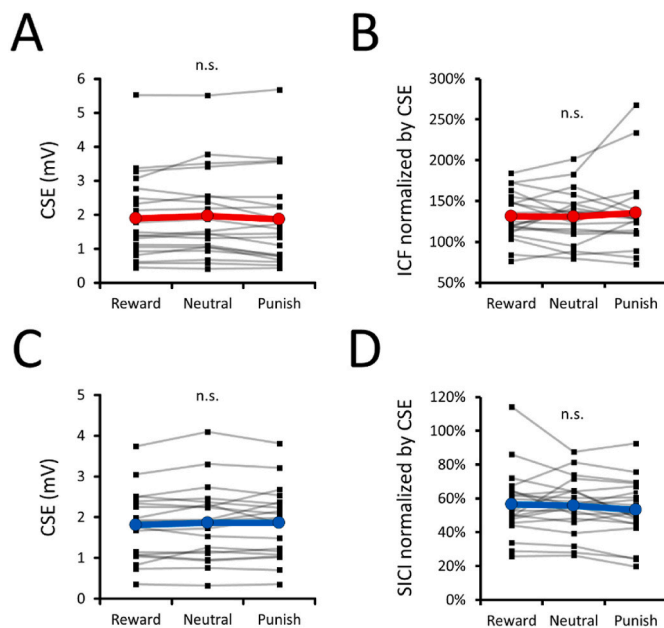 A
n.s.
CSE (mV)
6
5
4
3
2
1
0
Reward Neutral Punish
B
n.s.
ICF normalized by CSE
300%
250%
200%
150%
100%
50%
Reward Neutral Punish
C
n.s.
CSE (mV)
5
4
3
2
1
0
Reward Neutral Punish
D
n.s.
SICI normalized by CSE
120%
100%
80%
60%
40%
20%
0%
Reward Neutral Punish